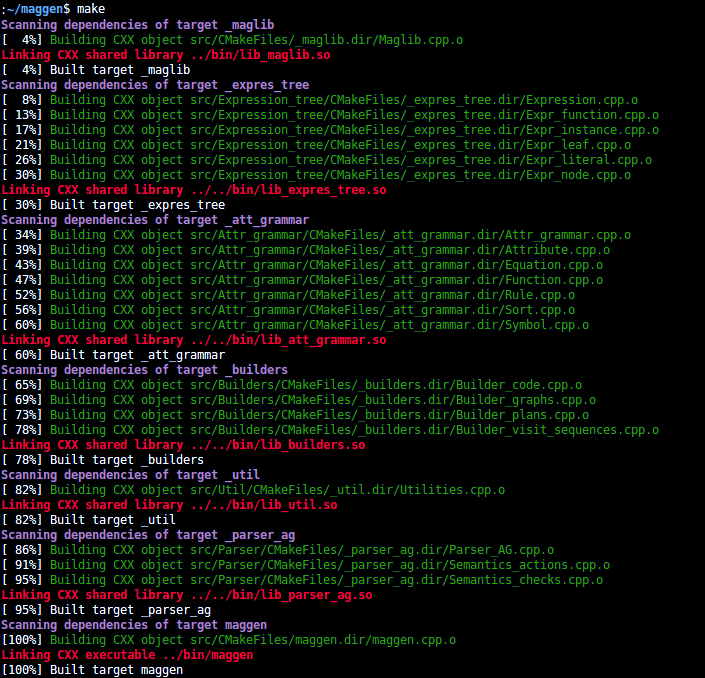 :~/maggen$ make
Scanning dependencies of target _maglib
[  4%] Building CXX object src/CMakeFiles/_maglib.dir/Maglib.cpp.o
Linking CXX shared library ../bin/lib_maglib.so
[  4%] Built target _maglib
Scanning dependencies of target _expres_tree
[  8%] Building CXX object src/Expression_tree/CMakeFiles/_expres_tree.dir/Expression.cpp.o
[ 13%] Building CXX object src/Expression_tree/CMakeFiles/_expres_tree.dir/Expr_function.cpp.o
[ 17%] Building CXX object src/Expression_tree/CMakeFiles/_expres_tree.dir/Expr_instance.cpp.o
[ 21%] Building CXX object src/Expression_tree/CMakeFiles/_expres_tree.dir/Expr_leaf.cpp.o
[ 26%] Building CXX object src/Expression_tree/CMakeFiles/_expres_tree.dir/Expr_literal.cpp.o
[ 30%] Building CXX object src/Expression_tree/CMakeFiles/_expres_tree.dir/Expr_node.cpp.o
Linking CXX shared library ../../bin/lib_expres_tree.so
[ 30%] Built target _expres_tree
Scanning dependencies of target _att_grammar
[ 34%] Building CXX object src/Attr_grammar/CMakeFiles/_att_grammar.dir/Attr_grammar.cpp.o
[ 39%] Building CXX object src/Attr_grammar/CMakeFiles/_att_grammar.dir/Attribute.cpp.o
[ 43%] Building CXX object src/Attr_grammar/CMakeFiles/_att_grammar.dir/Equation.cpp.o
[ 47%] Building CXX object src/Attr_grammar/CMakeFiles/_att_grammar.dir/Function.cpp.o
[ 52%] Building CXX object src/Attr_grammar/CMakeFiles/_att_grammar.dir/Rule.cpp.o
[ 56%] Building CXX object src/Attr_grammar/CMakeFiles/_att_grammar.dir/Sort.cpp.o
[ 60%] Building CXX object src/Attr_grammar/CMakeFiles/_att_grammar.dir/Symbol.cpp.o
Linking CXX shared library ../../bin/lib_att_grammar.so
[ 60%] Built target _att_grammar
Scanning dependencies of target _builders
[ 65%] Building CXX object src/Builders/CMakeFiles/_builders.dir/Builder_code.cpp.o
[ 69%] Building CXX object src/Builders/CMakeFiles/_builders.dir/Builder_graphs.cpp.o
[ 73%] Building CXX object src/Builders/CMakeFiles/_builders.dir/Builder_plans.cpp.o
[ 78%] Building CXX object src/Builders/CMakeFiles/_builders.dir/Builder_visit_sequences.cpp.o
Linking CXX shared library ../../bin/lib_builders.so
[ 78%] Built target _builders
Scanning dependencies of target _util
[ 82%] Building CXX object src/Util/CMakeFiles/_util.dir/Utilities.cpp.o
Linking CXX shared library ../../bin/lib_util.so
[ 82%] Built target _util
Scanning dependencies of target _parser_ag
[ 86%] Building CXX object src/Parser/CMakeFiles/_parser_ag.dir/Parser_AG.cpp.o
[ 91%] Building CXX object src/Parser/CMakeFiles/_parser_ag.dir/Semantics_actions.cpp.o
[ 95%] Building CXX object src/Parser/CMakeFiles/_parser_ag.dir/Semantics_checks.cpp.o
Linking CXX shared library ../../bin/lib_parser_ag.so
[ 95%] Built target _parser_ag
Scanning dependencies of target maggen
[100%] Building CXX object src/CMakeFiles/maggen.dir/maggen.cpp.o
Linking CXX executable ../bin/maggen
[100%] Built target maggen